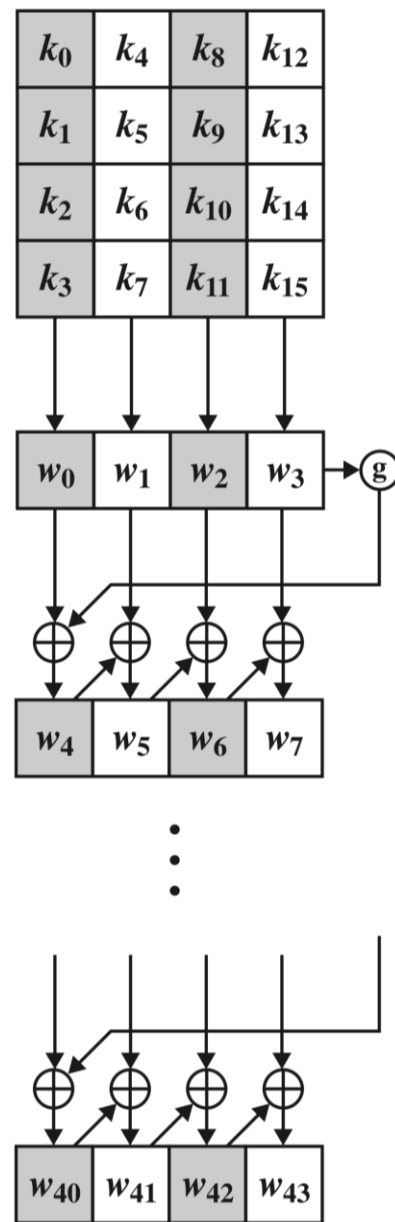 k₀ k₄ k₈ k₁₂
k₁ k₅ k₉ k₁₃
k₂ k₆ k₁₀ k₁₄
k₃ k₇ k₁₁ k₁₅
w₀ w₁ w₂ w₃ g
w₄ w₅ w₆ w₇
w₄₀ w₄₁ w₄₂ w₄₃